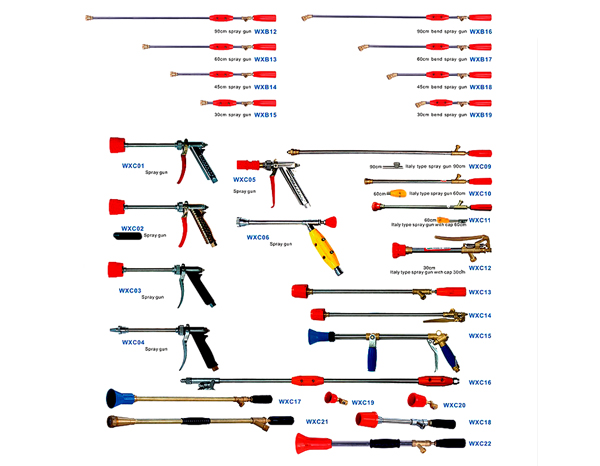 90cm spray gun WXB12
90cm bend spray gun WXB16
60cm spray gun WXB13
60cm bend spray gun WXB17
45cm spray gun WXB14
45cm bend spray gun WXB18
30cm spray gun WXB15
30cm bend spray gun WXB19
WXC01
Spray gun
WXC05
Spray gun
WXC09
90cm Italy type spray gun 90cm
WXC10
60cm Italy type spray gun 60cm
WXC02
Spray gun
WXC06
Spray gun
60cm WXC11
Italy type spray gun with cap 60cm
WXC12
30cm
Italy type spray gun with cap 30cm
WXC03
Spray gun
WXC13
WXC14
WXC04
Spray gun
WXC15
WXC16
WXC17
WXC19
WXC20
WXC21
WXC18
WXC22